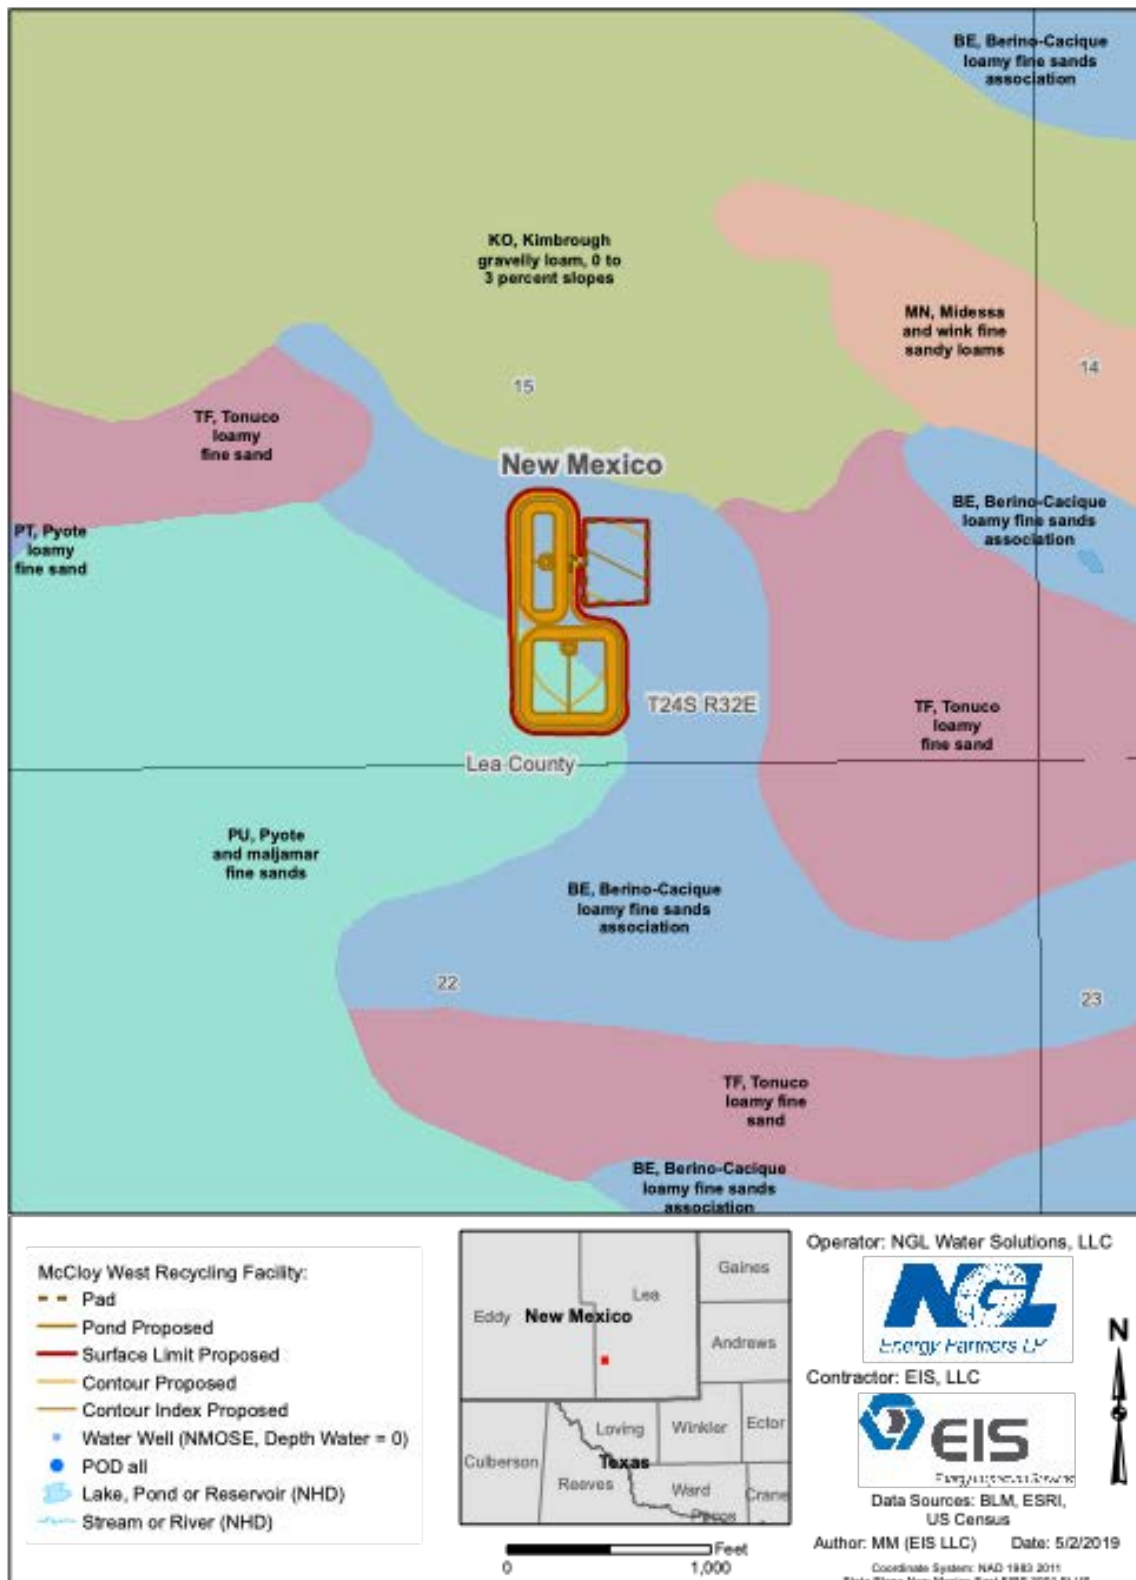 BE, Berino-Cacique
loamy fine sands
association
KO, Kimbrough
gravelly loam, 0 to
3 percent slopes
MN, Midessa
and wink fine
sandy loams
14
15
TF, Tonuco
loamy
fine sand
New Mexico
BE, Berino-Cacique
loamy fine sands
association
PT, Pyote
loamy
fine sand
T24S R32E
TF, Tonuco
loamy
fine sand
Lea County
PU, Pyote
and maljamar
fine sands
BE, Berino-Cacique
loamy fine sands
association
22
23
TF, Tonuco
loamy fine
sand
BE, Berino-Cacique
loamy fine sands
association
McCloy West Recycling Facility:
Pad
Pond Proposed
Surface Limit Proposed
Contour Proposed
Contour Index Proposed
Water Well (NMOSE, Depth Water = 0)
POD all
Lake, Pond or Reservoir (NHD)
Stream or River (NHD)
Gaines
Lea
Eddy
New Mexico
Andrews
Loving
Winkler
Ector
Culberson
Texas
Reeves
Ward
Crane
Pecos
0
1,000
Feet
Operator: NGL Water Solutions, LLC
NGL
Energy Partners LP
N
Contractor: EIS, LLC
EIS
Energy Inspection Services
Data Sources: BLM, ESRI,
US Census
Author: MM (EIS LLC) Date: 5/2/2019
Coordinate System: NAD 1983 2011